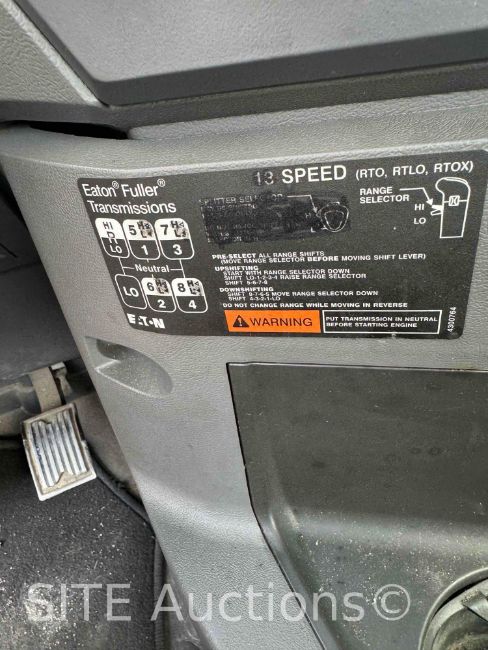 Eaton® Fuller®
Transmissions
13 SPEED (RTO, RTLO, RTOX)
SPLITTER SELECTOR
RANGE
SELECTOR
HI
LO
HI 5 7
R 1 3
Neutral
LO 6 8
2 4
PRE-SELECT ALL RANGE SHIFTS
(MOVE RANGE SELECTOR BEFORE MOVING SHIFT LEVER)
UPSHIFTING
START WITH RANGE SELECTOR DOWN
SHIFT LO-1-2-3-4 RAISE RANGE SELECTOR
SHIFT 5-6-7-8
DOWNSHIFTING
SHIFT 8-7-6-5 MOVE RANGE SELECTOR DOWN
SHIFT 4-3-2-1-LO
DO NOT CHANGE RANGE WHILE MOVING IN REVERSE
WARNING
PUT TRANSMISSION IN NEUTRAL
BEFORE STARTING ENGINE
EATON
4300764
SITE Auctions©